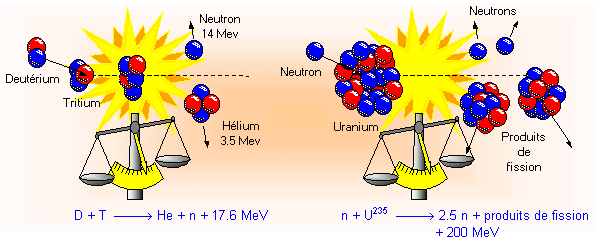 Neutron
14 Mev
Deutérium
Tritium
Hélium
3.5 Mev
D + T ⟶ He + n + 17.6 MeV
Neutrons
Neutron
Uranium
Produits
de
fission
n + U²³⁵ ⟶ 2.5 n + produits de fission
+ 200 MeV